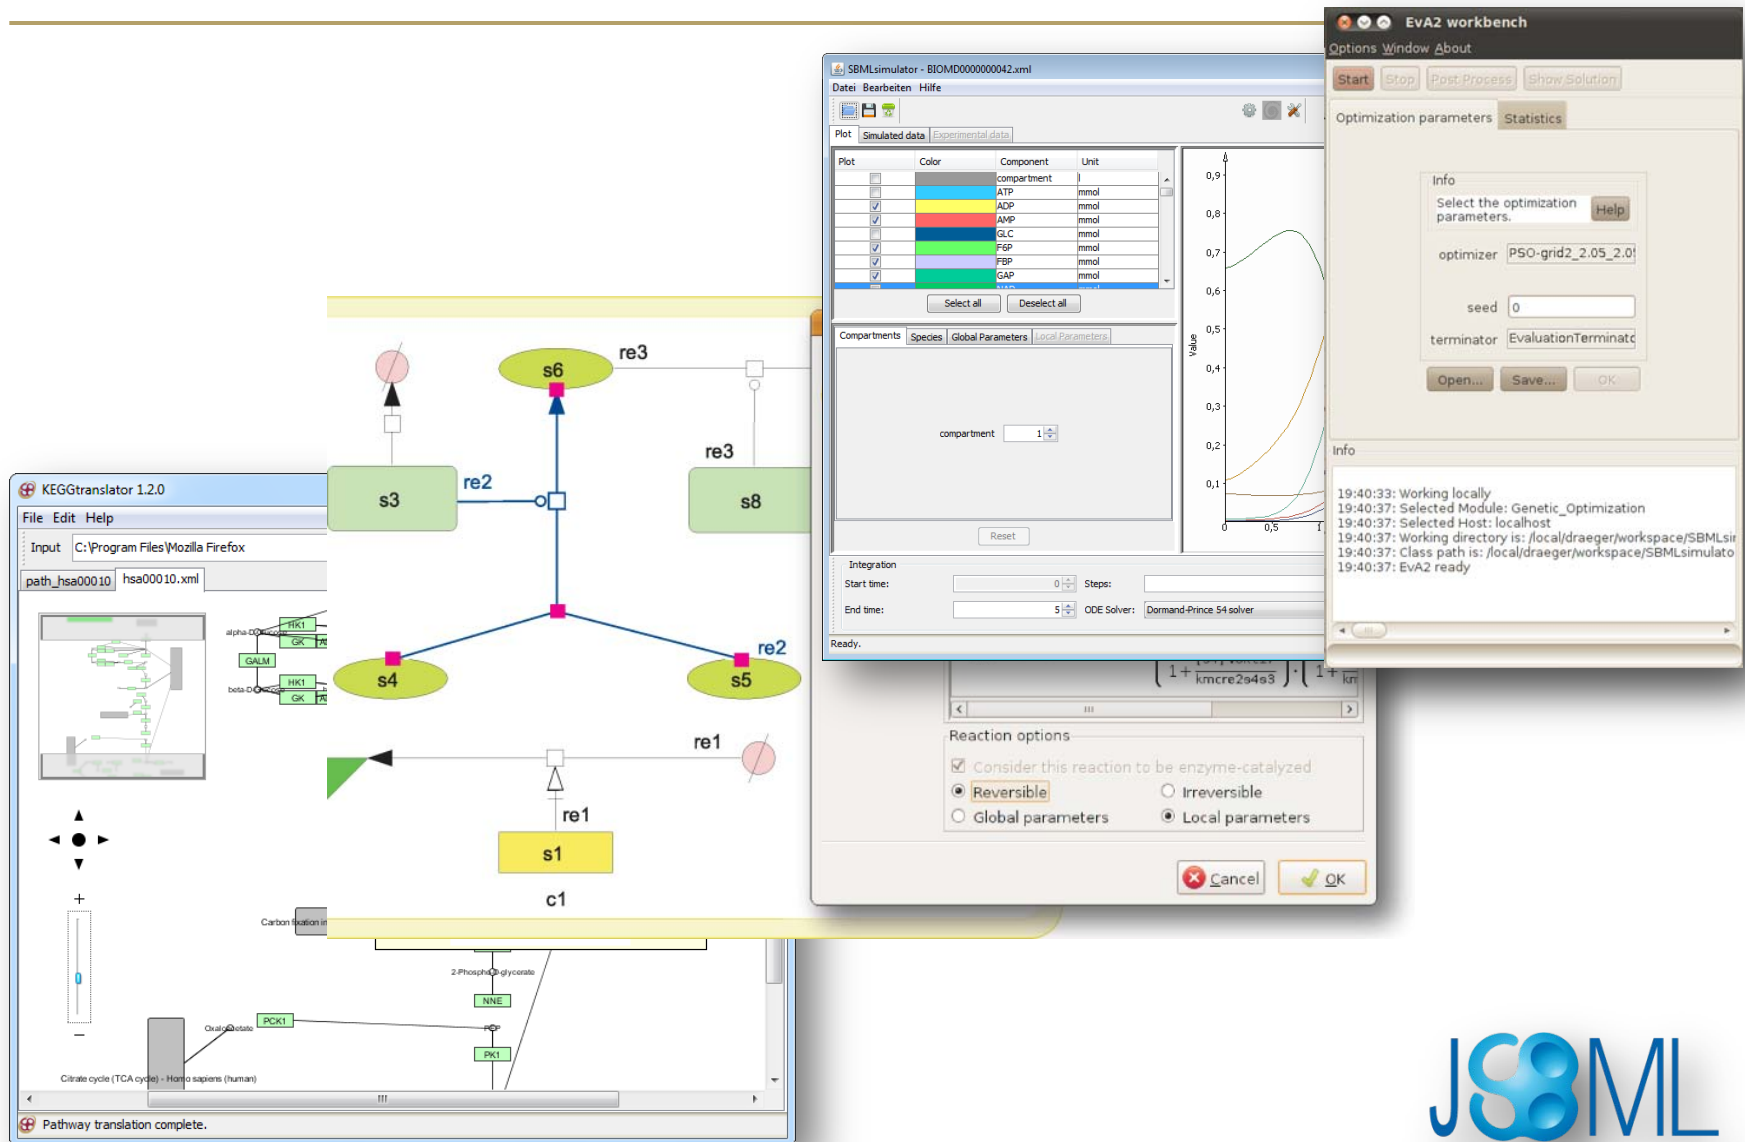 EvA2 workbench
Options Window About
Start Stop Post Process Show Solution
Optimization parameters Statistics
Info
Select the optimization
parameters.
Help
optimizer PSO-grid2_2.05_2.0
seed 0
terminator EvaluationTerminato
Open... Save... OK
Info
19:40:33: Working locally
19:40:37: Selected Module: Genetic_Optimization
19:40:37: Selected Host: localhost
19:40:37: Working directory is: /local/draeger/workspace/SBMLsi
19:40:37: Class path is: /local/draeger/workspace/SBMLsimulato
19:40:37: EvA2 ready
SBMLsimulator - BIOMD0000000042.xml
Datei Bearbeiten Hilfe
Plot Simulated data Experimental data
Plot Color Component Unit
compartment l
ATP mmol
ADP mmol
AMP mmol
GLC mmol
F6P mmol
FBP mmol
GAP mmol
NAD mmol
Select all Deselect all
Compartments Species Global Parameters Local Parameters
compartment 1
Reset
Value
0,9
0,8
0,7
0,6
0,5
0,4
0,3
0,2
0,1
0 0,5 1
Integration
Start time: 0 Steps:
End time: 5 ODE Solver: Dormand-Prince 54 solver
Ready.
kmcre2s4s3
Reaction options
Consider this reaction to be enzyme-catalyzed
Reversible Irreversible
Global parameters Local parameters
Cancel OK
s6 re3
re3
s3 re2 s8
re2
s4 s5
re1
re1
s1
c1
KEGGtranslator 1.2.0
File Edit Help
Input C:\Program Files\Mozilla Firefox
path_hsa00010 hsa00010.xml
HK1
GK
GALM
HK1
GK
Carbon fixation in
2-Phospho-D-glycerate
NNE
Oxaloacetate PCK1 PEP
PK1
Citrate cycle (TCA cycle) - Homo sapiens (human)
Pathway translation complete.
JSBML